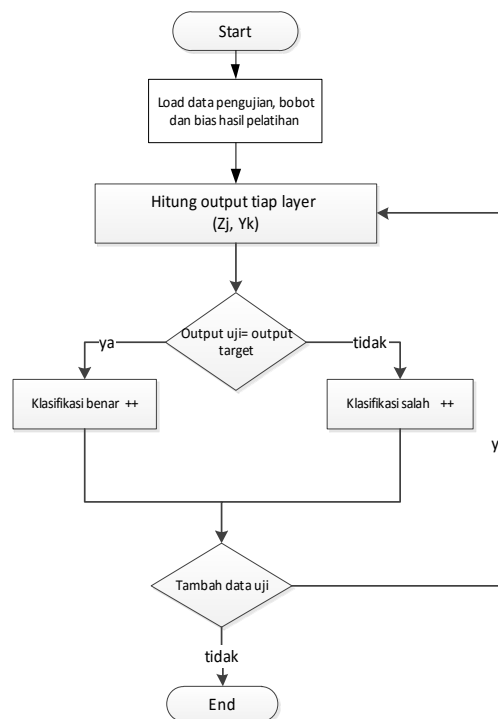 Start
Load data pengujian, bobot
dan bias hasil pelatihan
Hitung output tiap layer
(Zj, Yk)
Output uji= output
target
ya
tidak
Klasifikasi benar ++
Klasifikasi salah ++
Tambah data uji
tidak
End